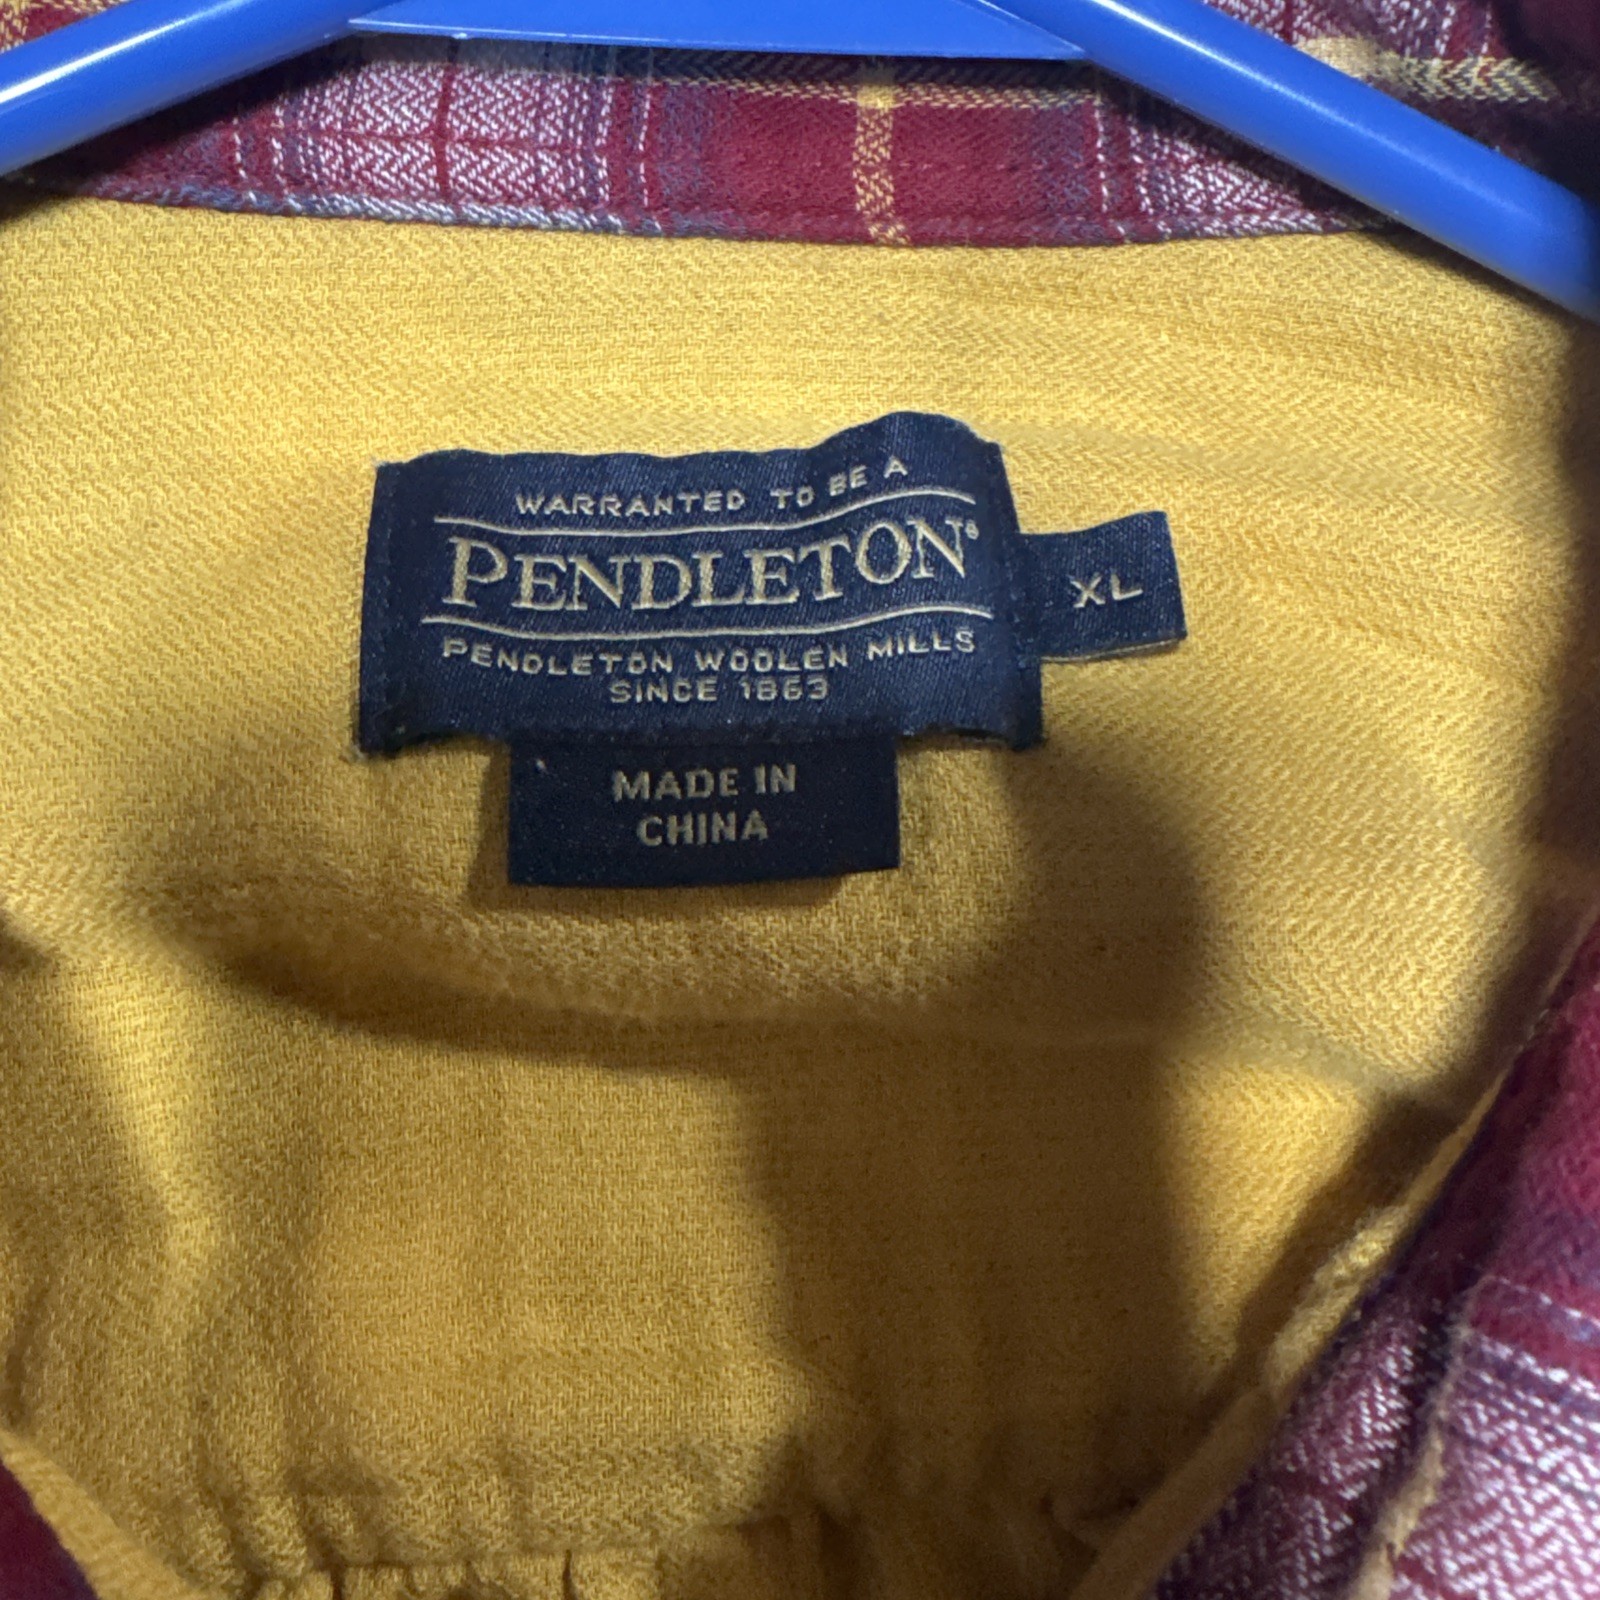 WARRANTED TO BE A
PENDLETON®
PENDLETON WOOLEN MILLS
SINCE 1863
XL
MADE IN
CHINA